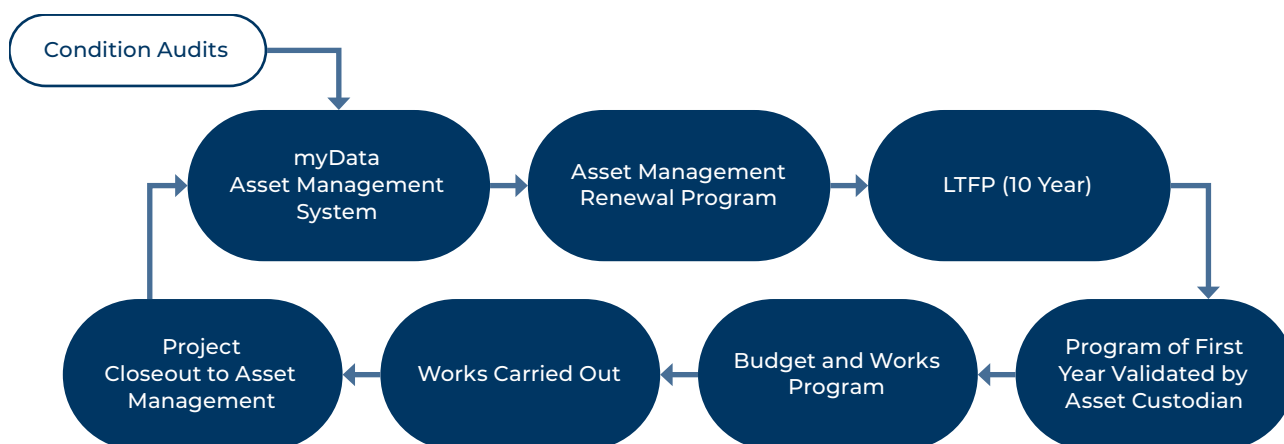 Condition Audits
myData
Asset Management
System
Asset Management
Renewal Program
LTFP (10 Year)
Project
Closeout to Asset
Management
Works Carried Out
Budget and Works
Program
Program of First
Year Validated by
Asset Custodian